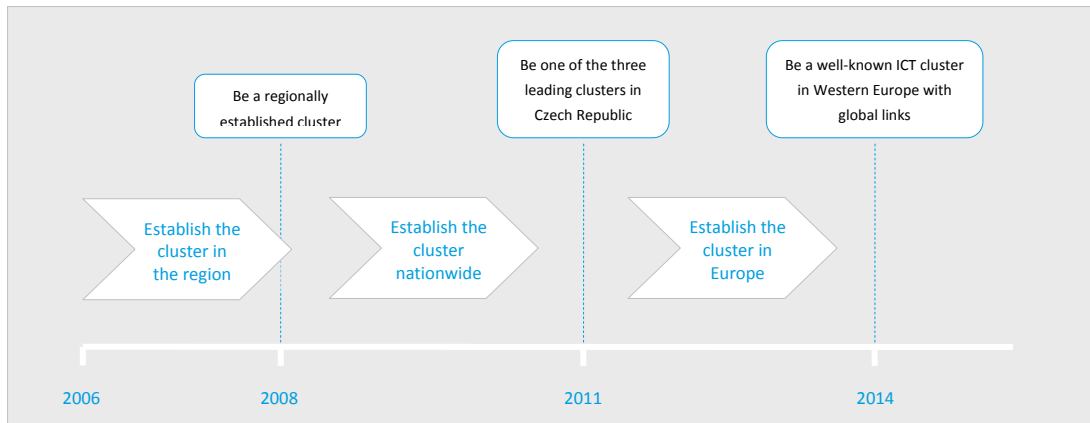 Be a regionally
established cluster
Be one of the three
leading clusters in
Czech Republic
Be a well-known ICT cluster
in Western Europe with
global links
Establish the
cluster in
the region
Establish the
cluster
nationwide
Establish the
cluster in
Europe
2006
2008
2011
2014